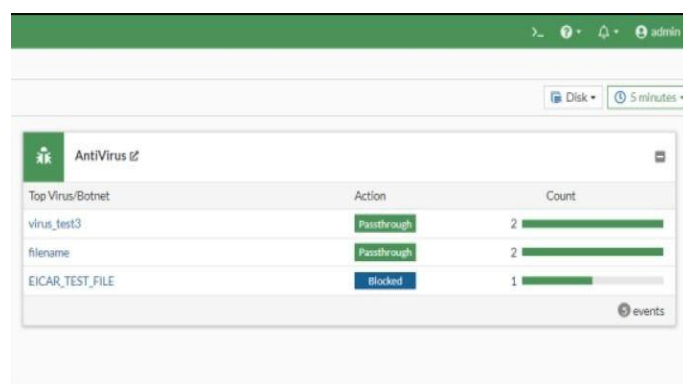 >_ ? admin
Disk 5 minutes
AntiVirus
Top Virus/Botnet Action Count
virus_test3 Passthrough 2
filename Passthrough 2
EICAR_TEST_FILE Blocked 1
5 events